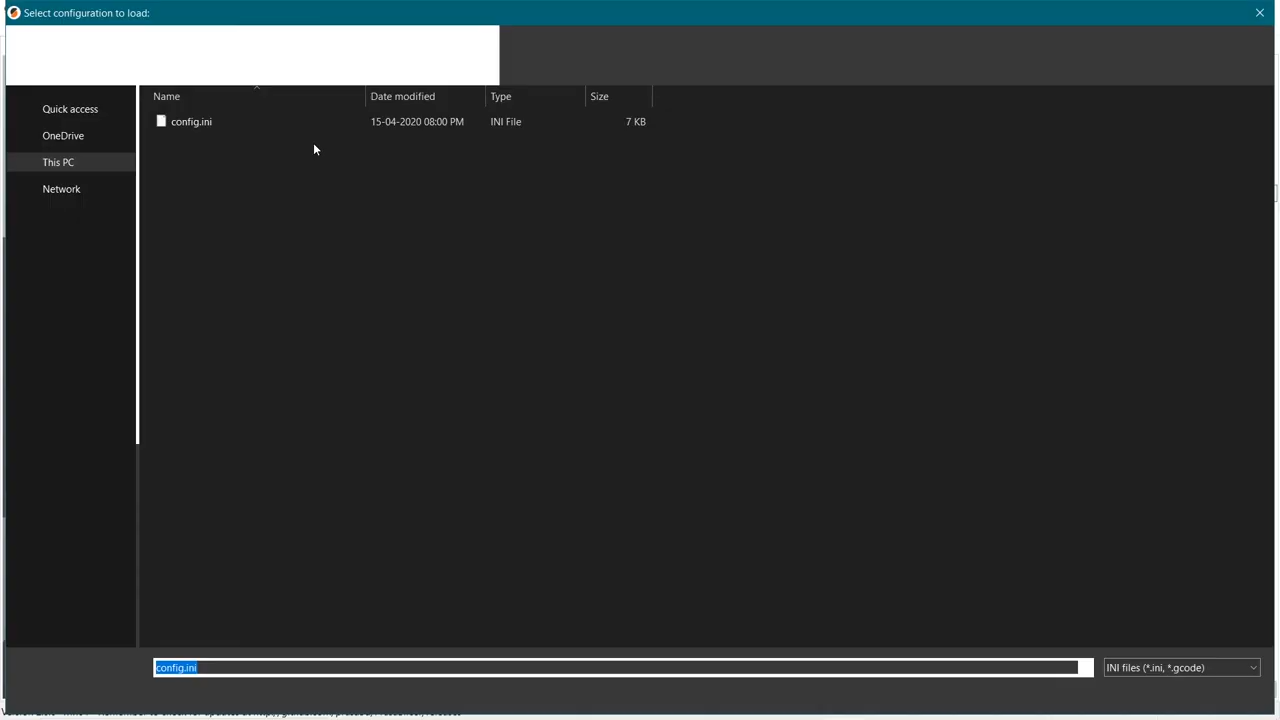 Select configuration to load:
Name
Date modified
Type
Size
Quick access
config.ini
15-04-2020 08:00 PM
INI File
7 KB
OneDrive
This PC
Network
config.ini
INI files (*.ini, *.gcode)